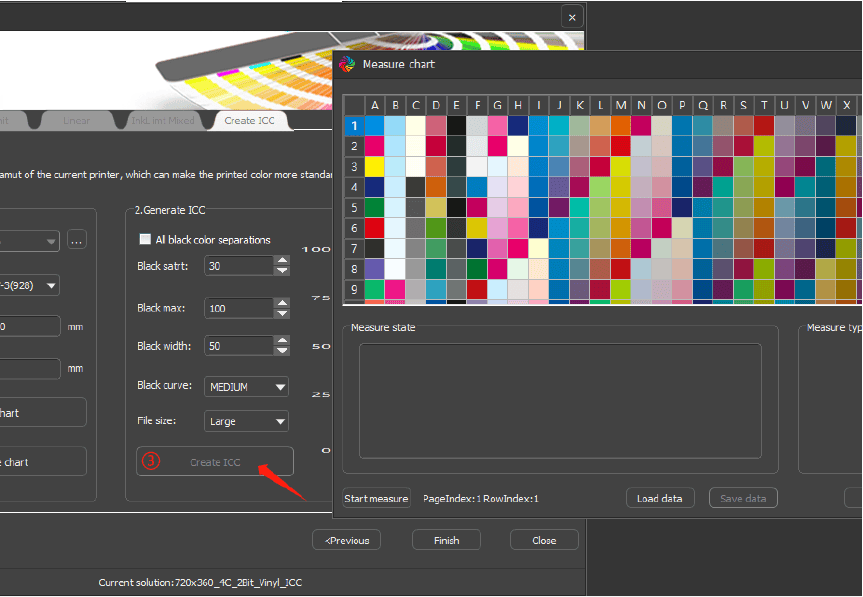 ×
Measure chart
Linear
InkLimt Mixed
Create ICC
A B C D E F G H I J K L M N O P Q R S T U V W X
1
2
3
4
5
6
7
8
9
amut of the current printer, which can make the printed color more standar
2.Generate ICC
All black color separations
...
Black satrt:
30
-3(928)
Black max:
100
0
mm
Black width:
50
mm
Black curve:
MEDIUM
File size:
Large
hart
e chart
③
Create ICC
100
75
50
25
0
Measure state
Measure typ
Start measure
PageIndex:1 RowIndex:1
Load data
Save data
<Previous
Finish
Close
Current solution:720x360_4C_2Bit_Vinyl_ICC